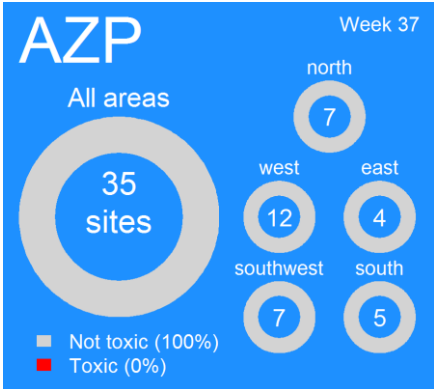 AZP
Week 37
All areas
35
sites
north
7
west
12
east
4
southwest
7
south
5
Not toxic (100%)
Toxic (0%)